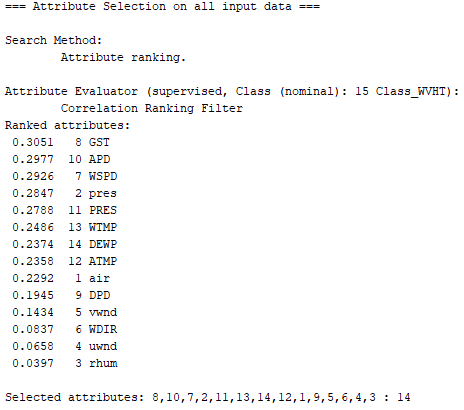 === Attribute Selection on all input data ===
Search Method:
Attribute ranking.
Attribute Evaluator (supervised, Class (nominal): 15 Class_WVHT):
Correlation Ranking Filter
Ranked attributes:
0.3051 8 GST
0.2977 10 APD
0.2926 7 WSPD
0.2847 2 pres
0.2788 11 PRES
0.2486 13 WTMP
0.2374 14 DEWP
0.2358 12 ATMP
0.2292 1 air
0.1945 9 DPD
0.1434 5 vwnd
0.0837 6 WDIR
0.0658 4 uwnd
0.0397 3 rhum
Selected attributes: 8,10,7,2,11,13,14,12,1,9,5,6,4,3 : 14